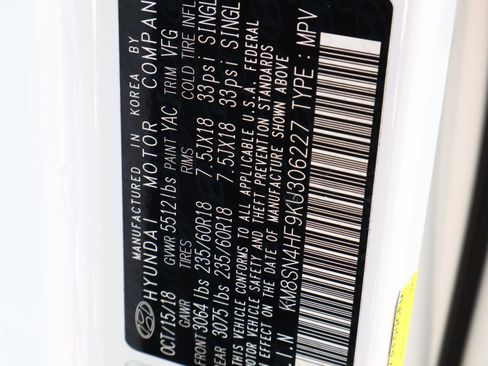 MANUFACTURED IN KOREA BY
HYUNDAI MOTOR COMPAN
OCT/15/18 GVWR 5512 lbs PAINT YAC TRIM VFG
GAWR TIRES RIMS COLD TIRE INFL
FRONT 3064 lbs 235/60R18 7.5JX18 33psi SINGL
REAR 3075 lbs 235/60R18 7.5JX18 33psi SINGL
THIS VEHICLE CONFORMS TO ALL APPLICABLE U.S.A. FEDERAL
MOTOR VEHICLE SAFETY AND THEFT PREVENTION STANDARDS
IN EFFECT ON THE DATE OF MANUFACTURE SHOWN ABOVE
V.I.N KM8SN4HF9KU306227 TYPE : MPV